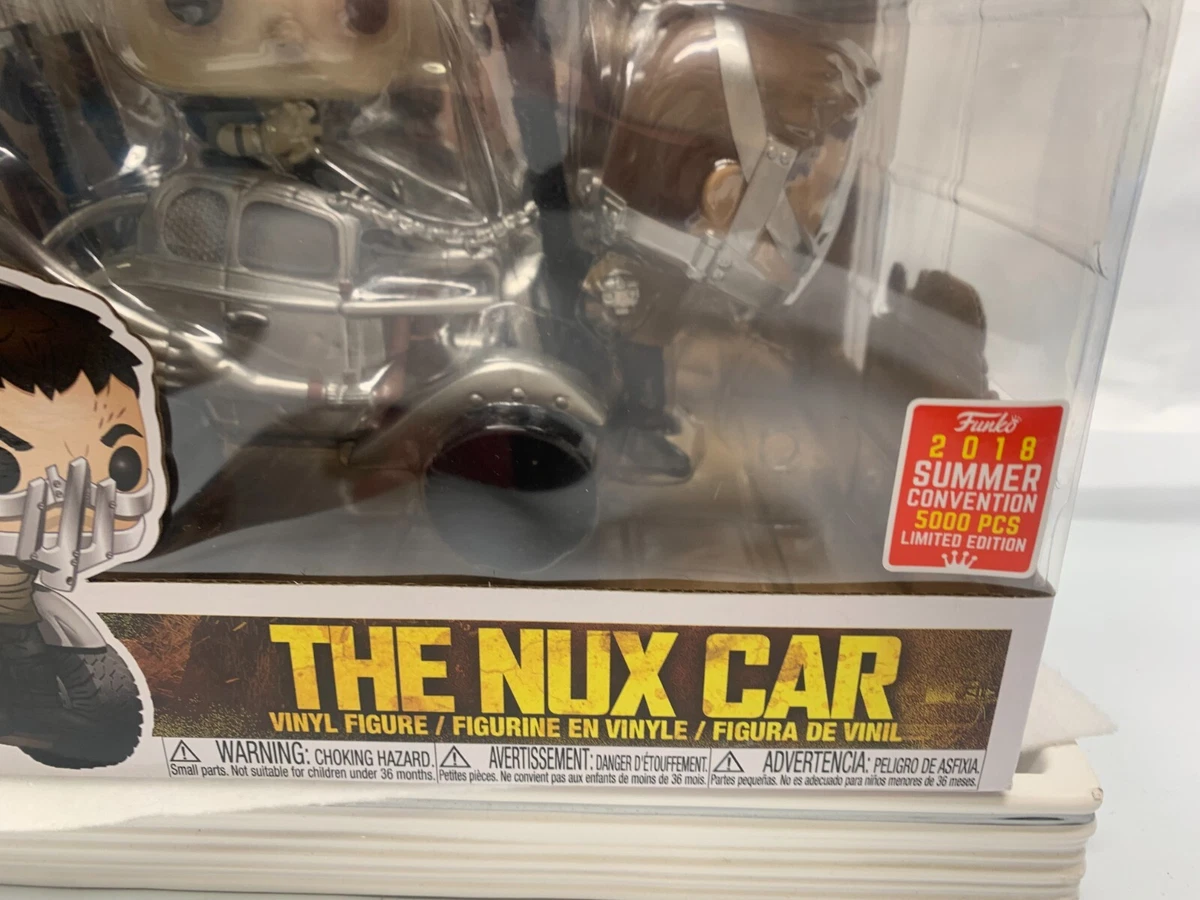 Funko
2018
SUMMER
CONVENTION
5000 PCS
LIMITED EDITION
THE NUX CAR
VINYL FIGURE / FIGURINE EN VINYLE / FIGURA DE VINIL
WARNING: CHOKING HAZARD.
Small parts. Not suitable for children under 36 months.
AVERTISSEMENT: DANGER D'ÉTOUFFEMENT.
Petites pièces. Ne convient pas aux enfants de moins de 36 mois.
ADVERTENCIA: PELIGRO DE ASFIXIA.
Partes pequeñas. No es adecuado para niños menores de 36 meses.